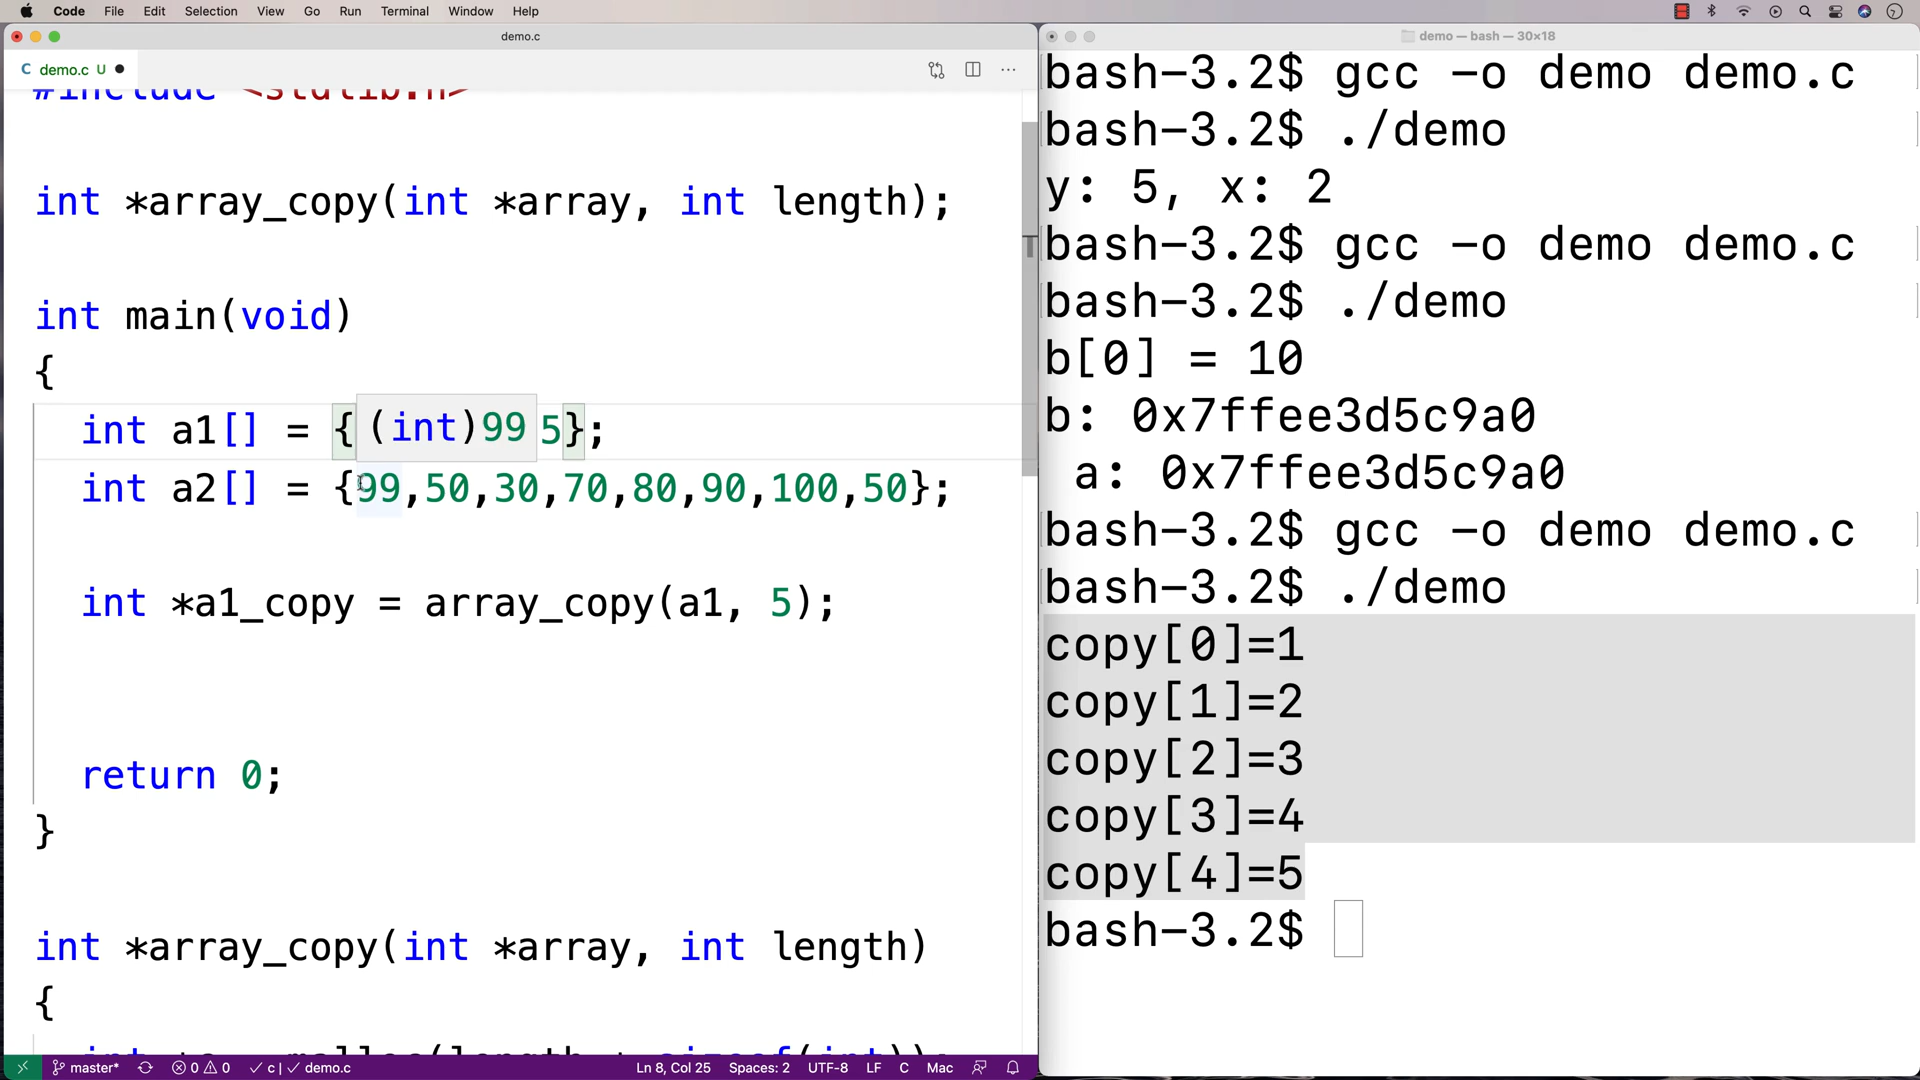 Code File Edit Selection View Go Run Terminal Window Help
demo.c
C demo.c U
#include <stdlib.h>
int *array_copy(int *array, int length);
int main(void)
{
int a1[] = { (int)99 5};
int a2[] = {99,50,30,70,80,90,100,50};
int *a1_copy = array_copy(a1, 5);
return 0;
}
int *array_copy(int *array, int length)
{
master* 0 0 c | demo.c Ln 8, Col 25 Spaces: 2 UTF-8 LF C Mac
demo — bash — 30×18
bash-3.2$ gcc -o demo demo.c
bash-3.2$ ./demo
y: 5, x: 2
bash-3.2$ gcc -o demo demo.c
bash-3.2$ ./demo
b[0] = 10
b: 0x7ffee3d5c9a0
a: 0x7ffee3d5c9a0
bash-3.2$ gcc -o demo demo.c
bash-3.2$ ./demo
copy[0]=1
copy[1]=2
copy[2]=3
copy[3]=4
copy[4]=5
bash-3.2$